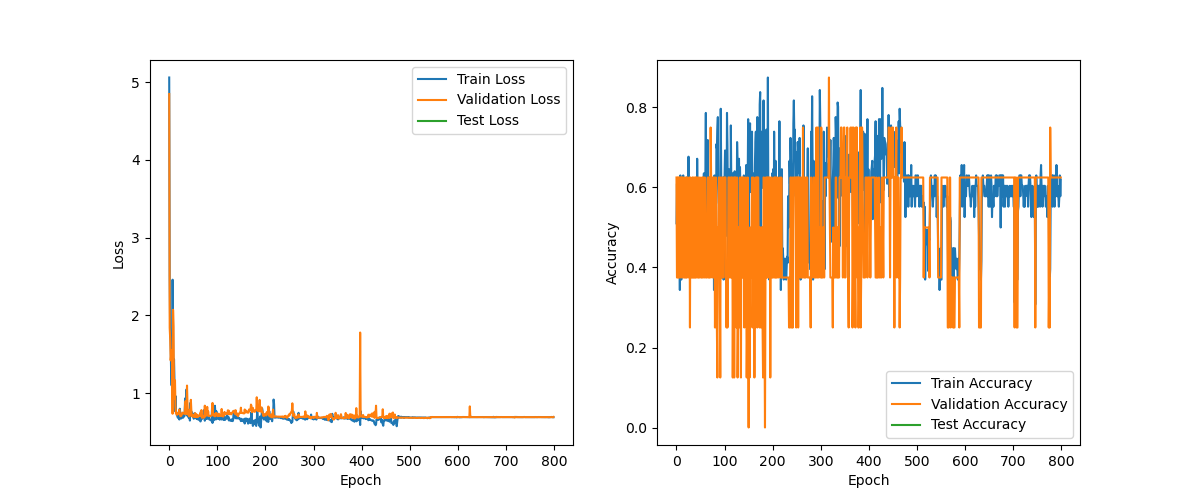 Train Loss
Validation Loss
Test Loss
5
4
3
2
1
Loss
0 100 200 300 400 500 600 700 800
Epoch
0.8
0.6
0.4
0.2
0.0
Accuracy
Train Accuracy
Validation Accuracy
Test Accuracy
0 100 200 300 400 500 600 700 800
Epoch